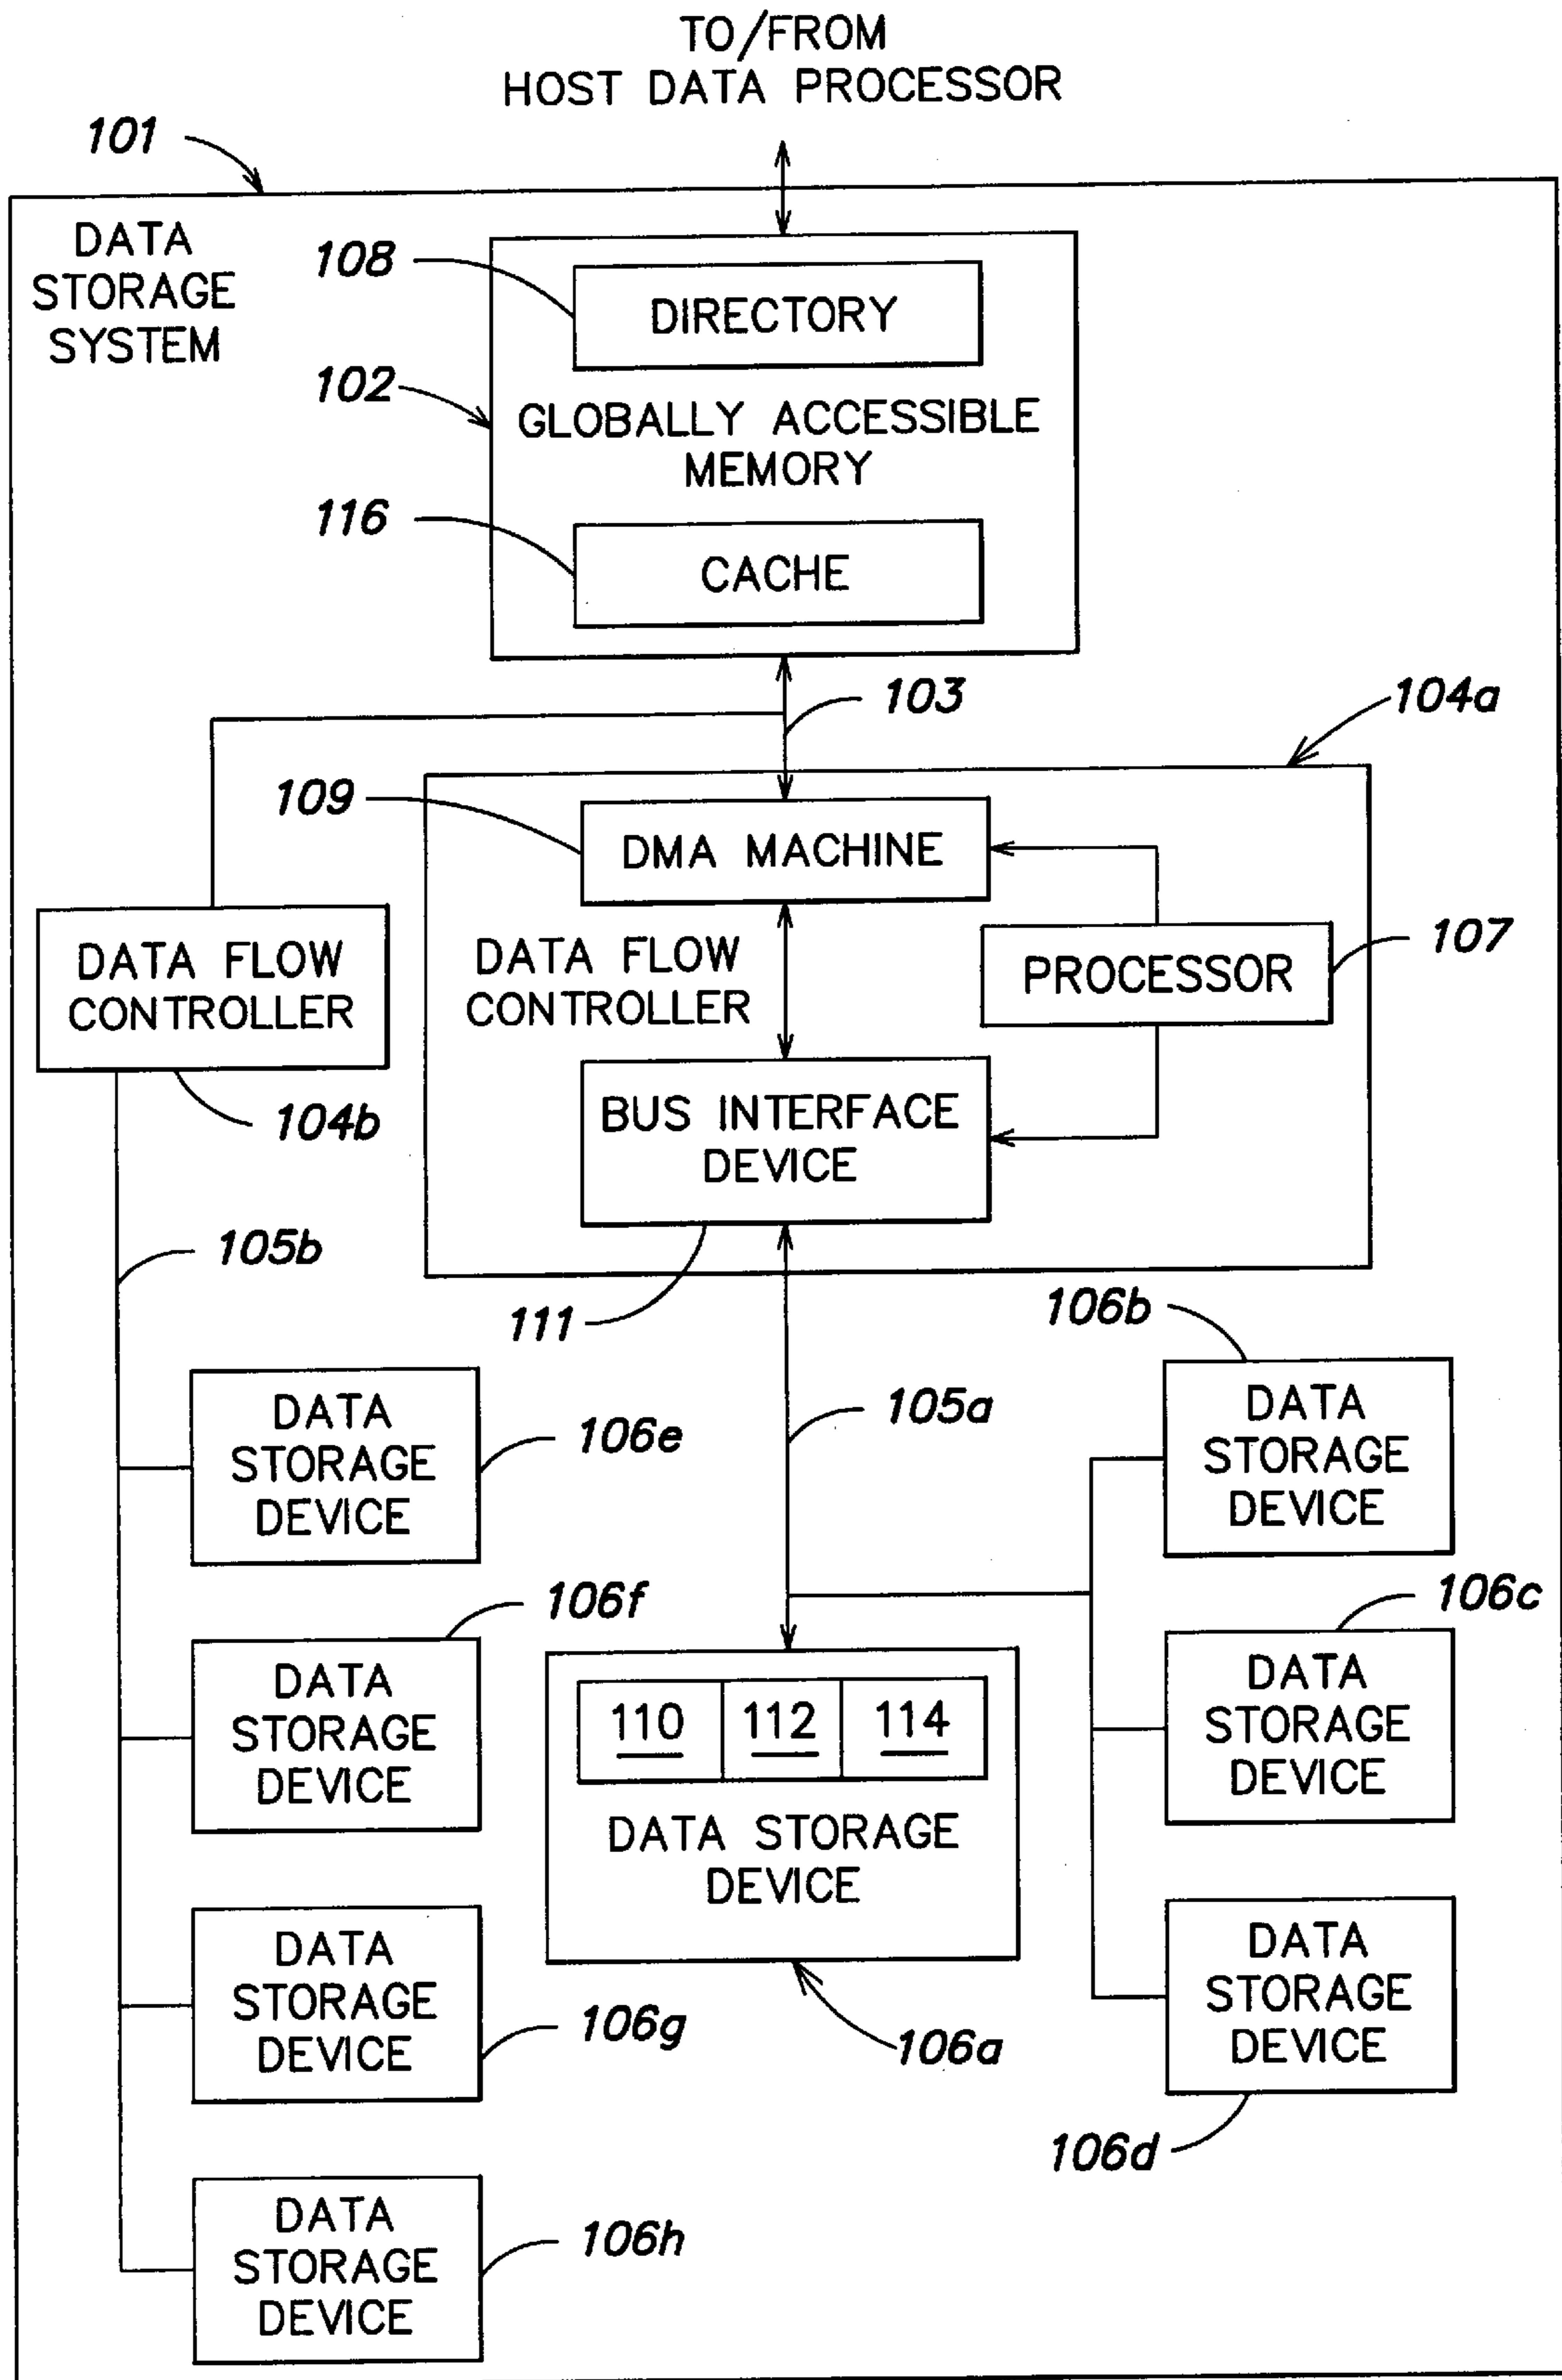 TO/FROM
HOST DATA PROCESSOR
101
DATA
STORAGE
SYSTEM
108
DIRECTORY
102
GLOBALLY ACCESSIBLE
MEMORY
116
CACHE
103
104a
109
DMA MACHINE
DATA FLOW
CONTROLLER
104b
DATA FLOW
CONTROLLER
PROCESSOR
107
BUS INTERFACE
DEVICE
111
105b
105a
106b
DATA
STORAGE
DEVICE
DATA
STORAGE
DEVICE
106e
106c
DATA
STORAGE
DEVICE
106f
DATA
STORAGE
DEVICE
110
112
114
DATA STORAGE
DEVICE
106a
DATA
STORAGE
DEVICE
106d
DATA
STORAGE
DEVICE
106g
DATA
STORAGE
DEVICE
106h